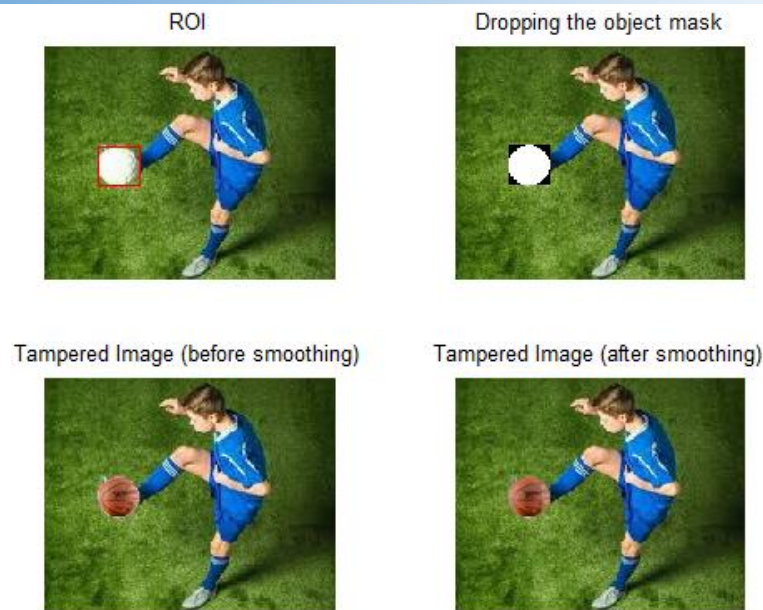 ROI
Dropping the object mask
Tampered Image (before smoothing)
Tampered Image (after smoothing)